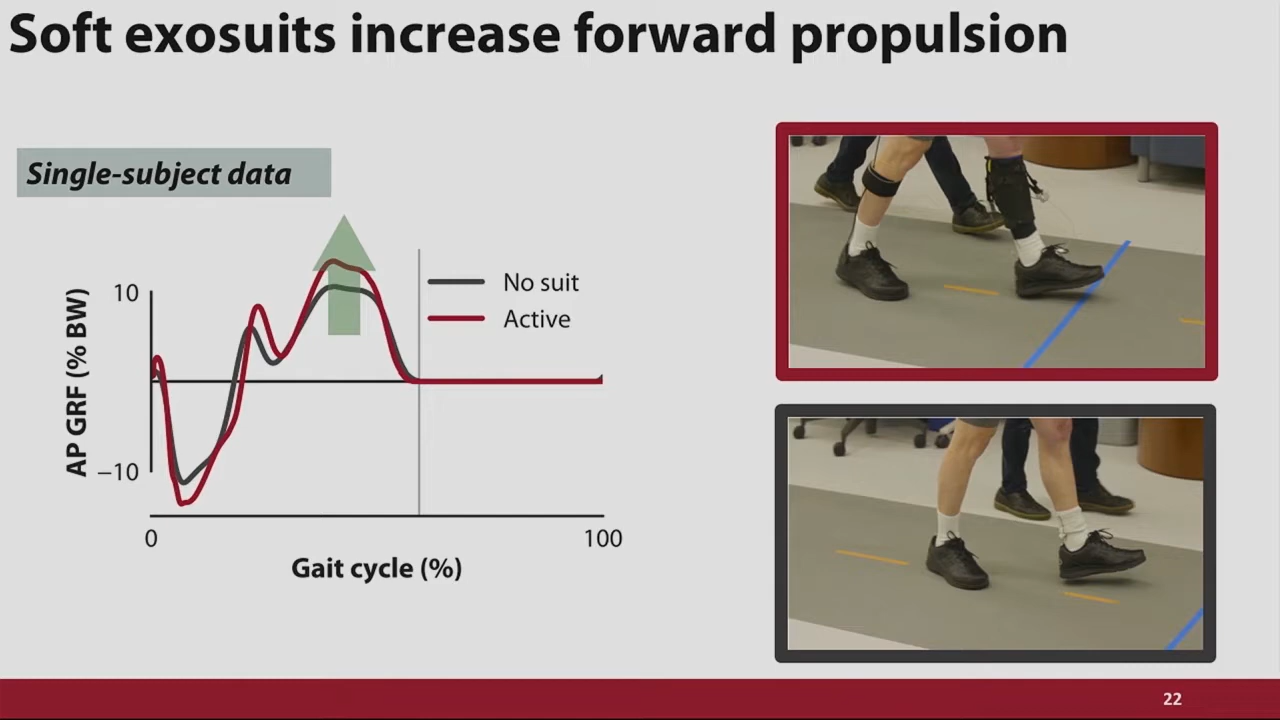 Soft exosuits increase forward propulsion
Single-subject data
AP GRF (% BW)
10
−10
No suit
Active
0
100
Gait cycle (%)
22